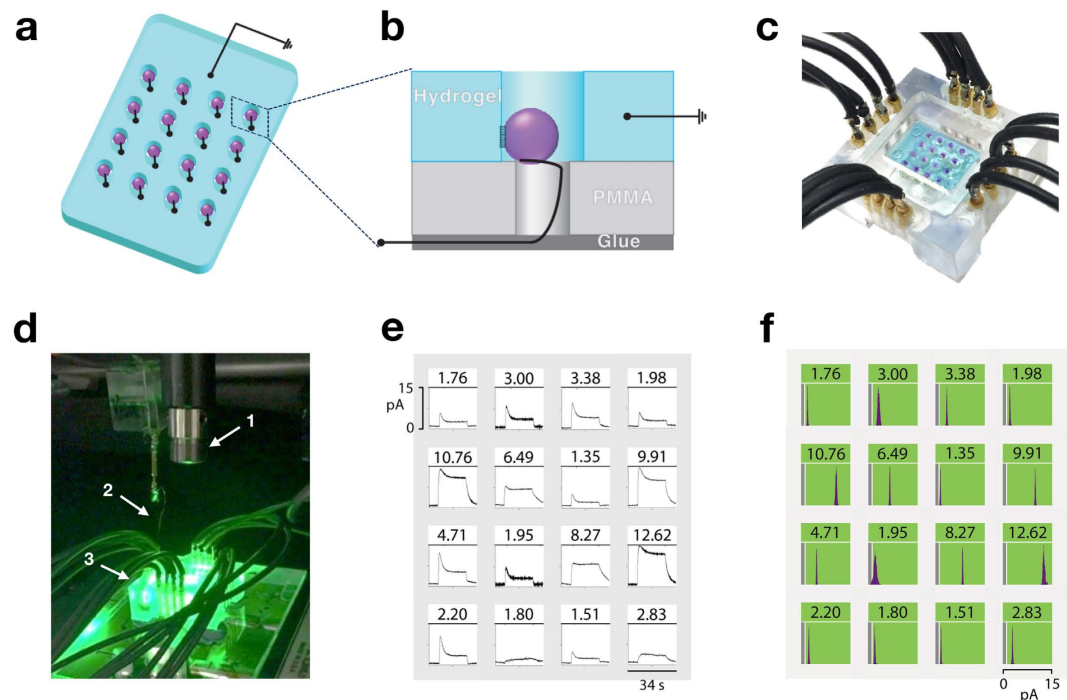 a
b
c
Hydrogel
PMMA
Glue
d
e
f
1
2
3
1.76 3.00 3.38 1.98
15
pA
0
10.76 6.49 1.35 9.91
4.71 1.95 8.27 12.62
2.20 1.80 1.51 2.83
34 s
1.76 3.00 3.38 1.98
10.76 6.49 1.35 9.91
4.71 1.95 8.27 12.62
2.20 1.80 1.51 2.83
0 15
pA